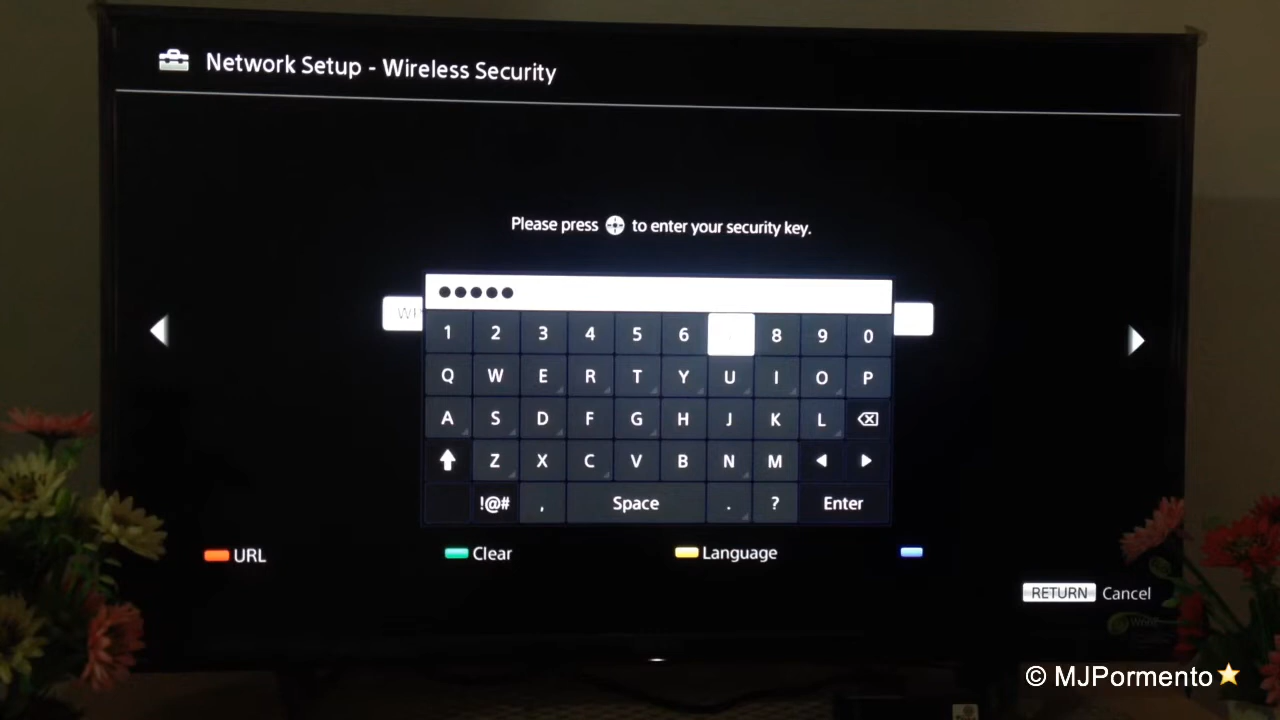 Network Setup - Wireless Security
Please press to enter your security key.
●●●●●
1 2 3 4 5 6 8 9 0
Q W E R T Y U I O P
A S D F G H J K L
Z X C V B N M
!@# , Space . ? Enter
URL Clear Language
RETURN Cancel
© MJPormento